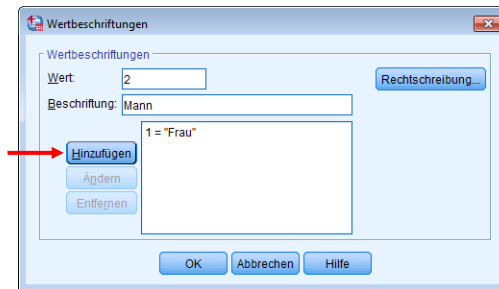 Wertbeschriftungen
Wertbeschriftungen
Wert: 2
Rechtschreibung...
Beschriftung: Mann
1 = "Frau"
Hinzufügen
Ändern
Entfernen
OK Abbrechen Hilfe